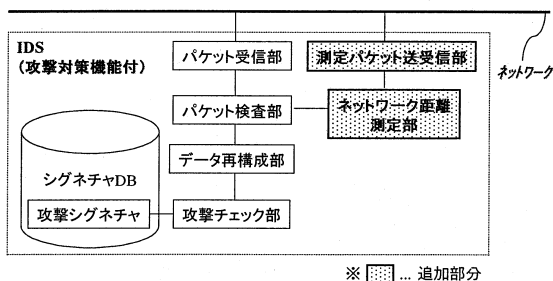 IDS
(攻撃対策機能付)
パケット受信部
測定パケット送受信部
ネットワーク
パケット検査部
ネットワーク距離
測定部
データ再構成部
シグネチャDB
攻撃シグネチャ
攻撃チェック部
※ ... 追加部分